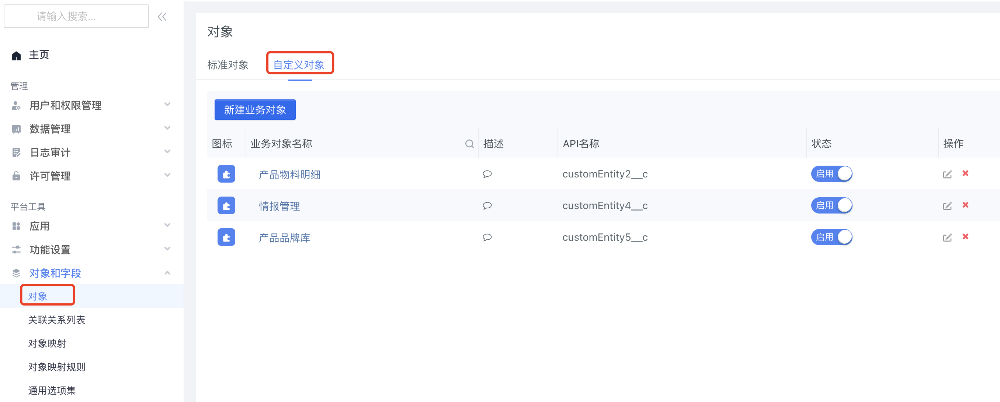 请输入搜索...
主页
管理
用户和权限管理
数据管理
日志审计
许可管理
平台工具
应用
功能设置
对象和字段
对象
关联关系列表
对象映射
对象映射规则
通用选项集
对象
标准对象 自定义对象
新建业务对象
图标 业务对象名称 描述 API名称 状态 操作
产品物料明细 customEntity2__c 启用
情报管理 customEntity4__c 启用
产品品牌库 customEntity5__c 启用